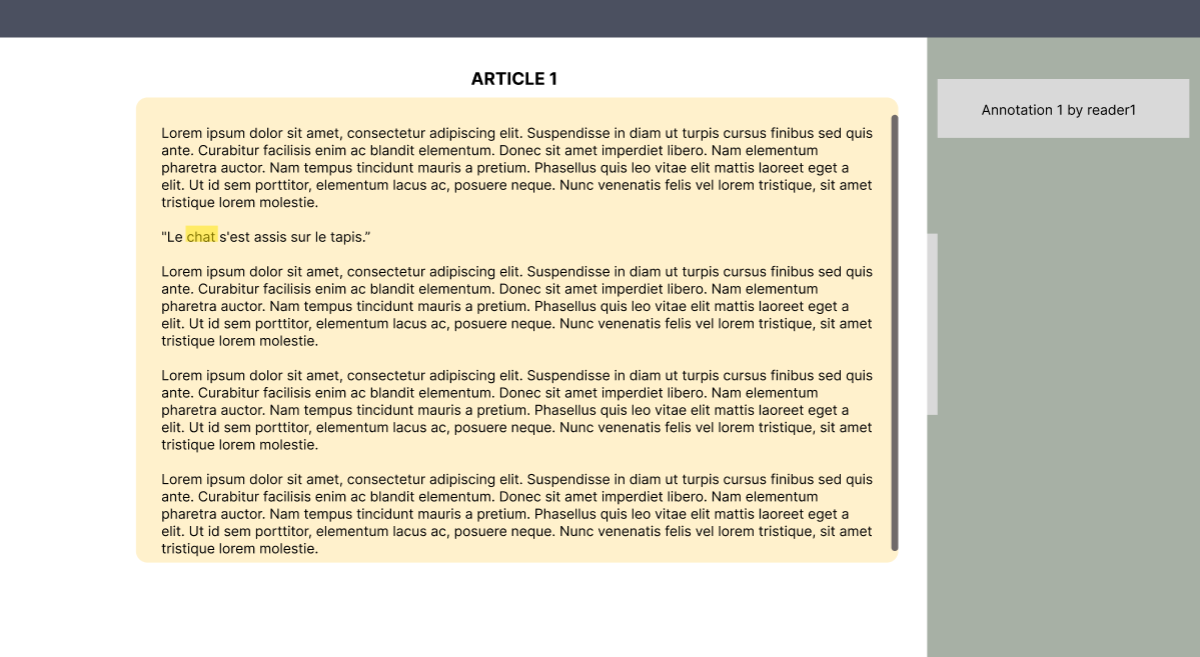 ARTICLE 1
Lorem ipsum dolor sit amet, consectetur adipiscing elit. Suspendisse in diam ut turpis cursus finibus sed quis
ante. Curabitur facilisis enim ac blandit elementum. Donec sit amet imperdiet libero. Nam elementum
pharetra auctor. Nam tempus tincidunt mauris a pretium. Phasellus quis leo vitae elit mattis laoreet eget a
elit. Ut id sem porttitor, elementum lacus ac, posuere neque. Nunc venenatis felis vel lorem tristique, sit amet
tristique lorem molestie.
"Le chat s'est assis sur le tapis.”
Lorem ipsum dolor sit amet, consectetur adipiscing elit. Suspendisse in diam ut turpis cursus finibus sed quis
ante. Curabitur facilisis enim ac blandit elementum. Donec sit amet imperdiet libero. Nam elementum
pharetra auctor. Nam tempus tincidunt mauris a pretium. Phasellus quis leo vitae elit mattis laoreet eget a
elit. Ut id sem porttitor, elementum lacus ac, posuere neque. Nunc venenatis felis vel lorem tristique, sit amet
tristique lorem molestie.
Lorem ipsum dolor sit amet, consectetur adipiscing elit. Suspendisse in diam ut turpis cursus finibus sed quis
ante. Curabitur facilisis enim ac blandit elementum. Donec sit amet imperdiet libero. Nam elementum
pharetra auctor. Nam tempus tincidunt mauris a pretium. Phasellus quis leo vitae elit mattis laoreet eget a
elit. Ut id sem porttitor, elementum lacus ac, posuere neque. Nunc venenatis felis vel lorem tristique, sit amet
tristique lorem molestie.
Lorem ipsum dolor sit amet, consectetur adipiscing elit. Suspendisse in diam ut turpis cursus finibus sed quis
ante. Curabitur facilisis enim ac blandit elementum. Donec sit amet imperdiet libero. Nam elementum
pharetra auctor. Nam tempus tincidunt mauris a pretium. Phasellus quis leo vitae elit mattis laoreet eget a
elit. Ut id sem porttitor, elementum lacus ac, posuere neque. Nunc venenatis felis vel lorem tristique, sit amet
tristique lorem molestie.
Annotation 1 by reader1